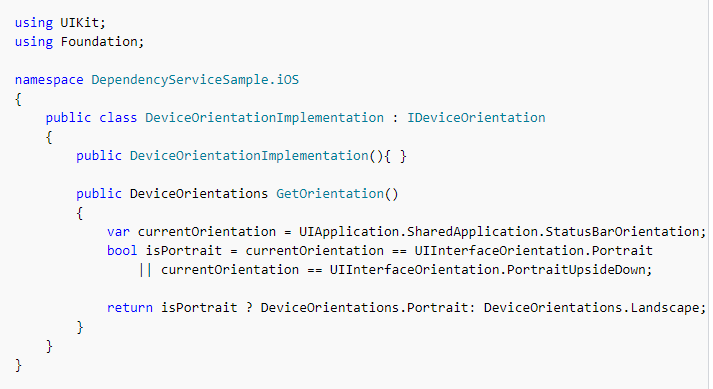 using UIKit;
using Foundation;
namespace DependencyServiceSample.iOS
{
public class DeviceOrientationImplementation : IDeviceOrientation
{
public DeviceOrientationImplementation(){ }
public DeviceOrientations GetOrientation()
{
var currentOrientation = UIApplication.SharedApplication.StatusBarOrientation;
bool isPortrait = currentOrientation == UIInterfaceOrientation.Portrait
|| currentOrientation == UIInterfaceOrientation.PortraitUpsideDown;
return isPortrait ? DeviceOrientations.Portrait: DeviceOrientations.Landscape;
}
}
}